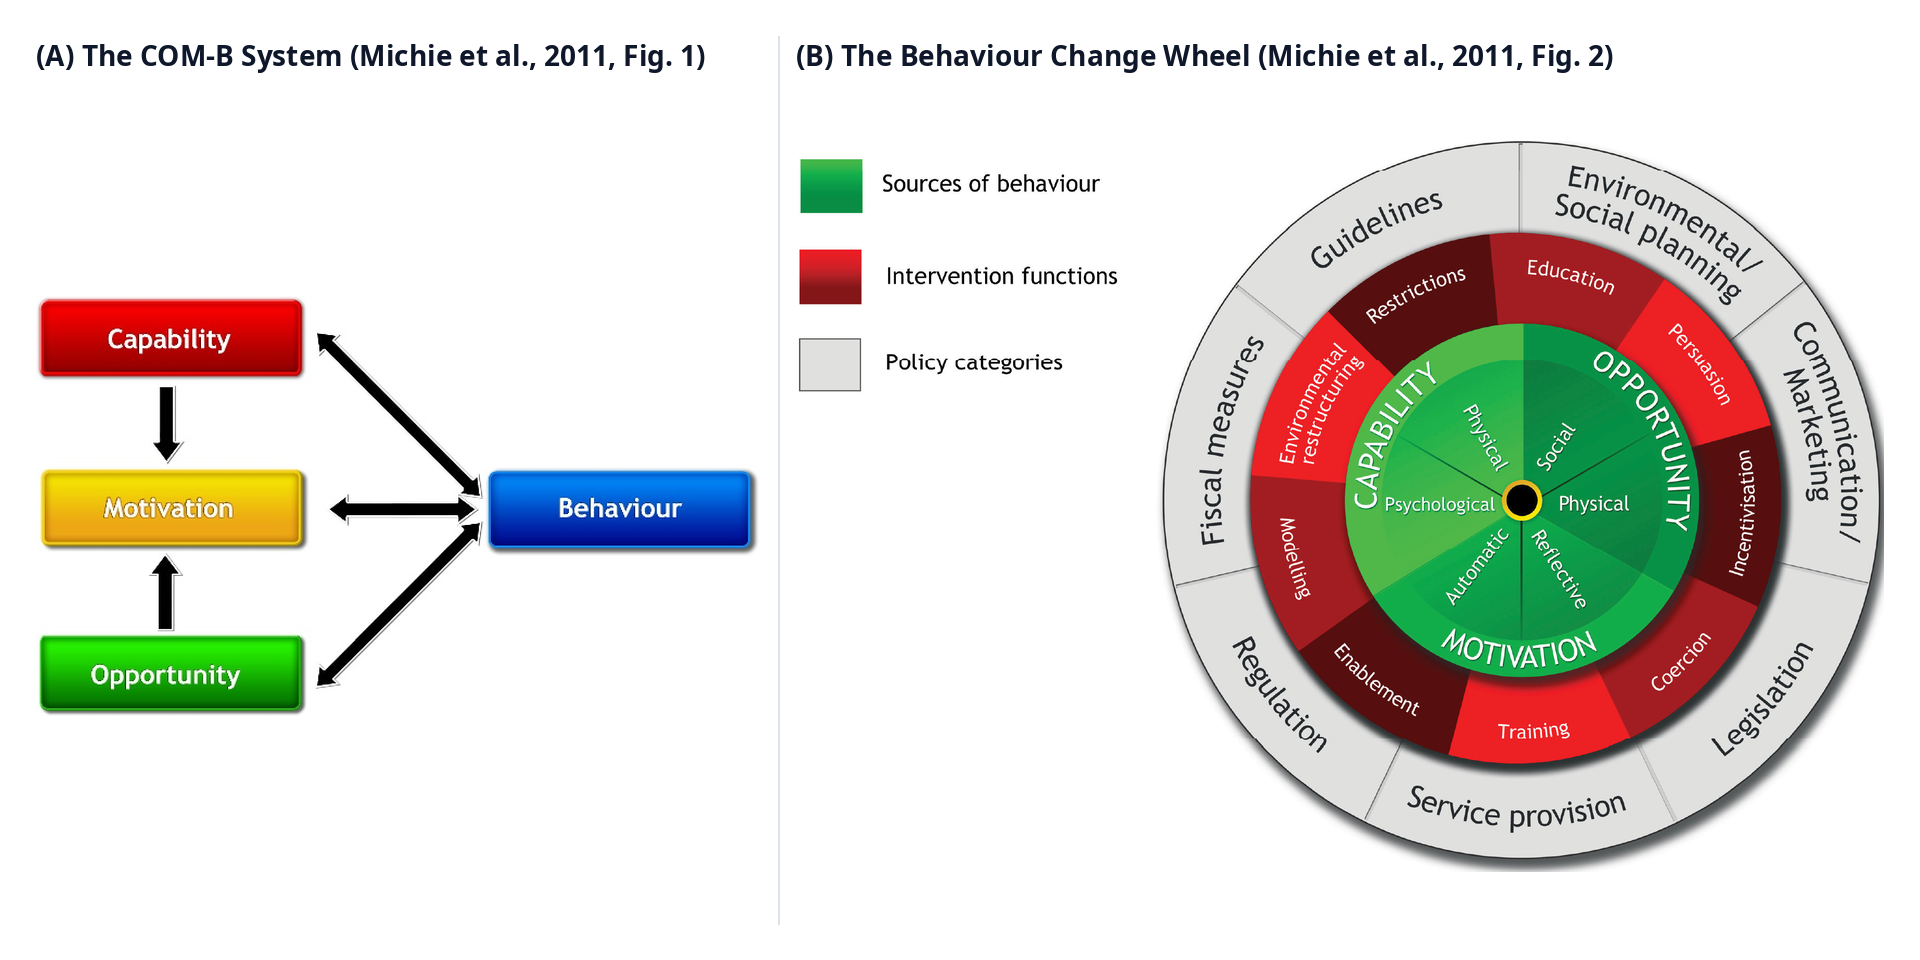 (A) The COM-B System (Michie et al., 2011, Fig. 1)
Capability
Motivation
Opportunity
Behaviour
(B) The Behaviour Change Wheel (Michie et al., 2011, Fig. 2)
Sources of behaviour
Intervention functions
Policy categories
Guidelines
Environmental/
Social planning
Communication/
Marketing
Legislation
Service provision
Regulation
Fiscal measures
Restrictions
Education
Persuasion
Incentivisation
Coercion
Training
Enablement
Modelling
Environmental
restructuring
CAPABILITY
OPPORTUNITY
MOTIVATION
Physical
Social
Psychological
Physical
Automatic
Reflective